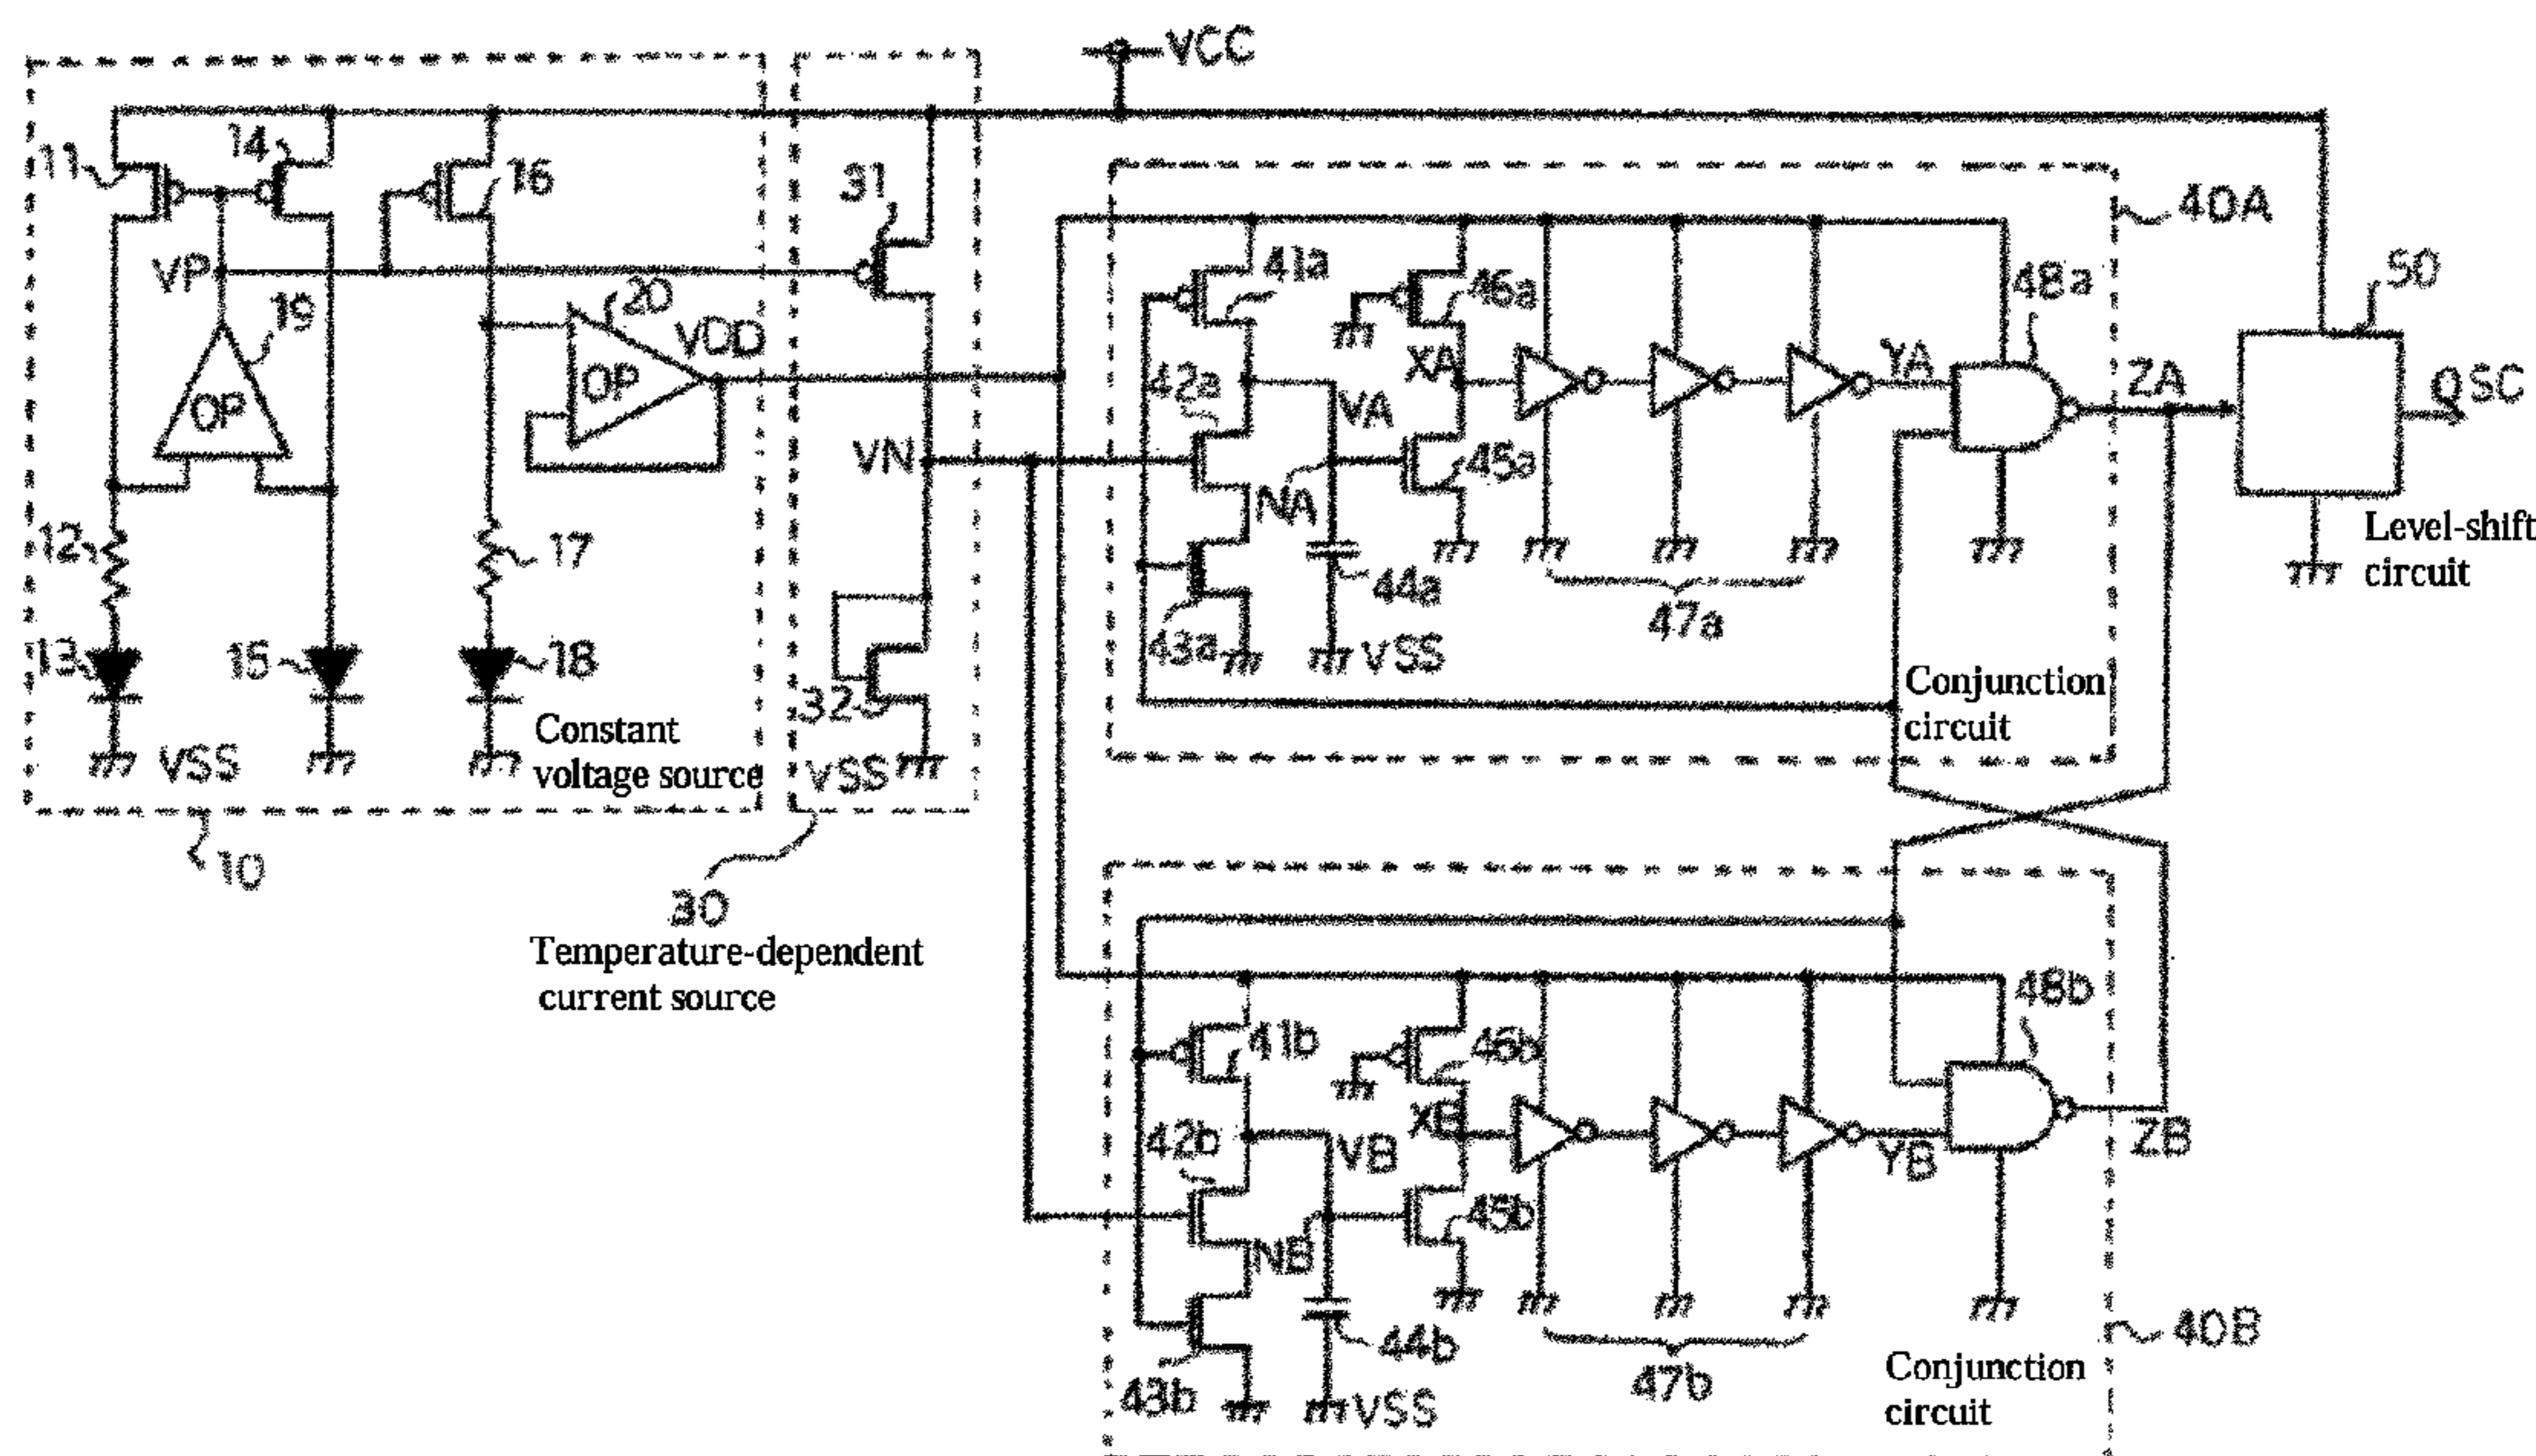 VCC
11
14
16
31
40A
41a
46a
48a
50
VP
19
20
VDD
OP
OP
42a
VA
XA
YA
ZA
QSC
VN
NA
45a
12
17
44a
47a
43a
VSS
Level-shift
circuit
13
15
18
32
VSS
VSS
Constant
voltage source
Conjunction
circuit
10
30
Temperature-dependent
current source
41b
46b
48b
42b
VB
XB
YB
ZB
NB
45b
44b
47b
43b
VSS
40B
Conjunction
circuit